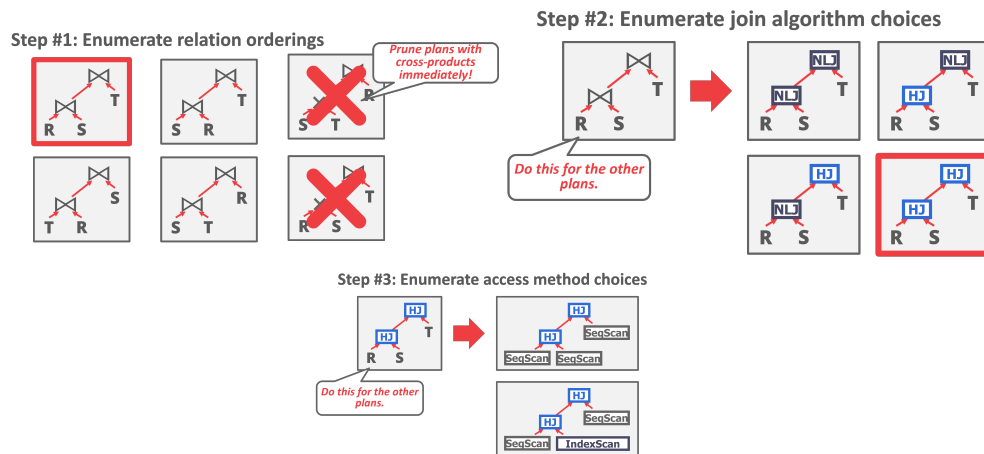 Step #1: Enumerate relation orderings
Prune plans with
cross-products
immediately!
T
R S
T
S R
R
S T
S
T R
R
S T
T
R S
Step #2: Enumerate join algorithm choices
T
R S
Do this for the other
plans.
NLJ
NLJ T
R S
NLJ
HJ T
R S
HJ
NLJ T
R S
HJ
HJ T
R S
Step #3: Enumerate access method choices
HJ
HJ T
R S
Do this for the other
plans.
HJ
HJ SeqScan
SeqScan SeqScan
HJ
HJ SeqScan
SeqScan IndexScan